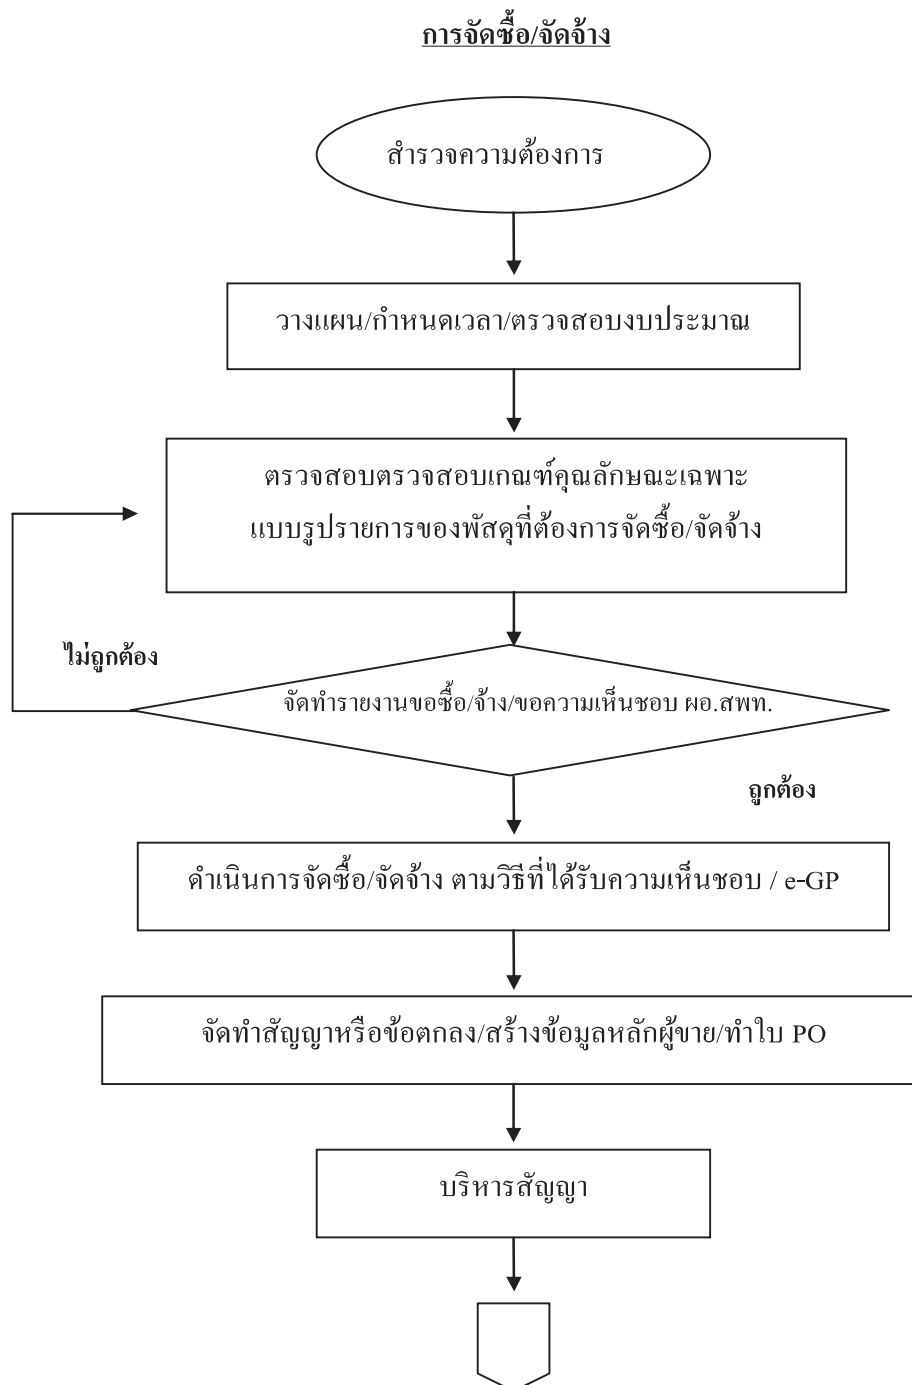 การจัดซื้อ/จัดจ้าง
สำรวจความต้องการ
วางแผน/กำหนดเวลา/ตรวจสอบงบประมาณ
ตรวจสอบตรวจสอบเกณฑ์คุณลักษณะเฉพาะ
แบบรูปรายการของพัสดุที่ต้องการจัดซื้อ/จัดจ้าง
ไม่ถูกต้อง
จัดทำรายงานขอซื้อ/จ้าง/ขอความเห็นชอบ ผอ.สพท.
ถูกต้อง
ดำเนินการจัดซื้อ/จัดจ้าง ตามวิธีที่ได้รับความเห็นชอบ / e-GP
จัดทำสัญญาหรือข้อตกลง/สร้างข้อมูลหลักผู้ขาย/ทำใบ PO
บริหารสัญญา